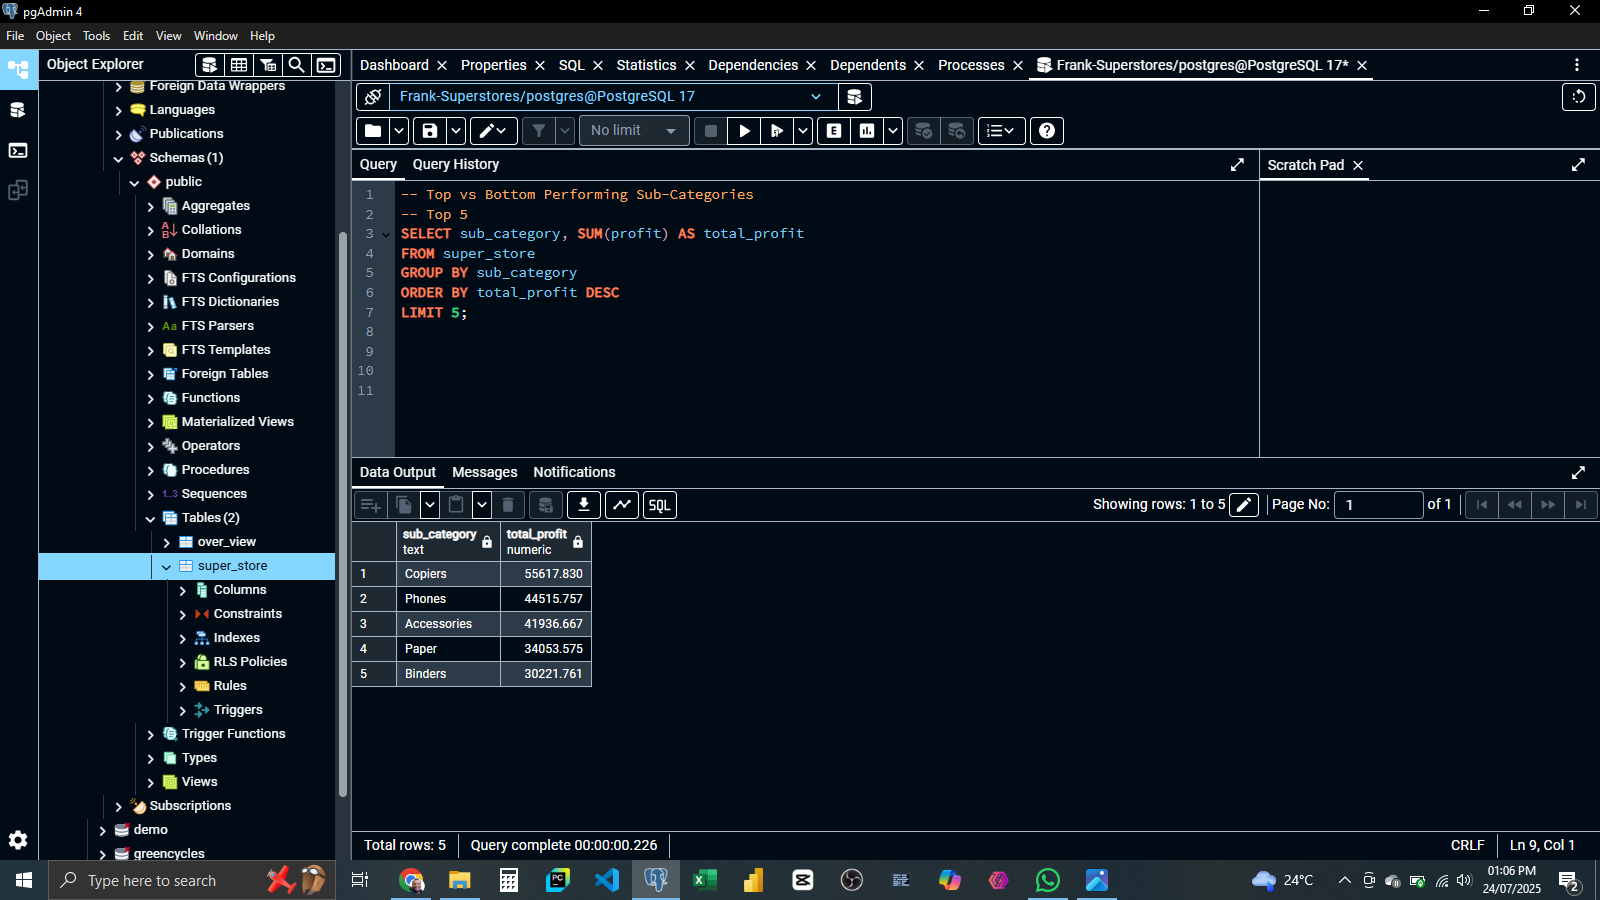 pgAdmin 4
File Object Tools Edit View Window Help
Object Explorer
Dashboard Properties SQL Statistics Dependencies Dependents Processes Frank-Superstores/postgres@PostgreSQL 17*
Foreign Data Wrappers
Languages
Publications
Schemas (1)
public
Aggregates
Collations
Domains
FTS Configurations
FTS Dictionaries
Aa FTS Parsers
FTS Templates
Foreign Tables
Functions
Materialized Views
Operators
Procedures
1..3 Sequences
Tables (2)
over_view
super_store
Columns
Constraints
Indexes
RLS Policies
Rules
Triggers
Trigger Functions
Types
Views
Subscriptions
demo
greencycles
Frank-Superstores/postgres@PostgreSQL 17
No limit
E
Query Query History
Scratch Pad
1 -- Top vs Bottom Performing Sub-Categories
2 -- Top 5
3 SELECT sub_category, SUM(profit) AS total_profit
4 FROM super_store
5 GROUP BY sub_category
6 ORDER BY total_profit DESC
7 LIMIT 5;
8
9
10
11
Data Output Messages Notifications
SQL
Showing rows: 1 to 5 Page No: 1 of 1
sub_category total_profit
text numeric
1 Copiers 55617.830
2 Phones 44515.757
3 Accessories 41936.667
4 Paper 34053.575
5 Binders 30221.761
Total rows: 5 Query complete 00:00:00.226 CRLF Ln 9, Col 1
Type here to search
PC
24°C
01:06 PM
24/07/2025
2